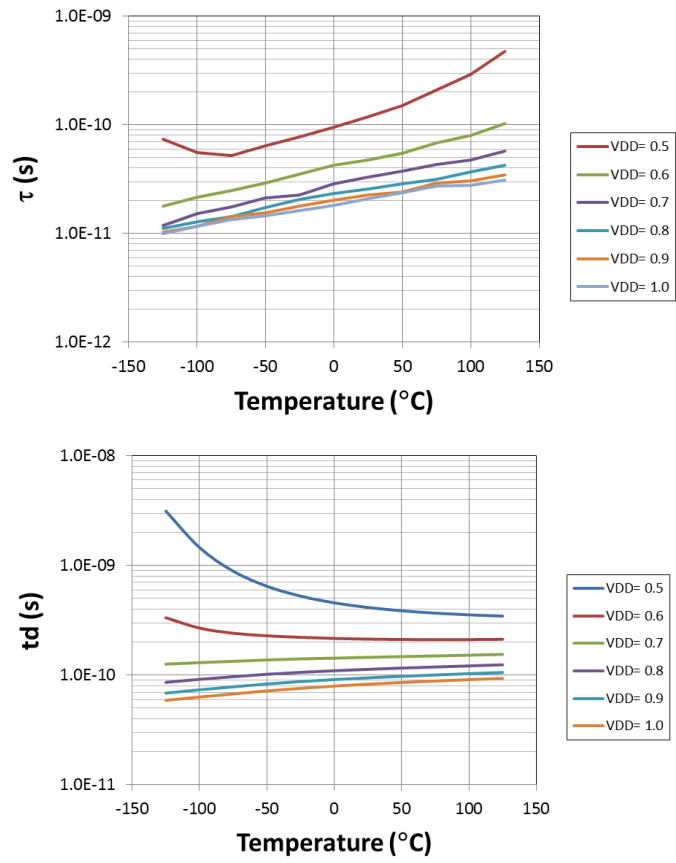 1.0E-09
1.0E-10
1.0E-11
1.0E-12
τ (s)
-150 -100 -50 0 50 100 150
Temperature (°C)
VDD= 0.5
VDD= 0.6
VDD= 0.7
VDD= 0.8
VDD= 0.9
VDD= 1.0
1.0E-08
1.0E-09
1.0E-10
1.0E-11
td (s)
-150 -100 -50 0 50 100 150
Temperature (°C)
VDD= 0.5
VDD= 0.6
VDD= 0.7
VDD= 0.8
VDD= 0.9
VDD= 1.0